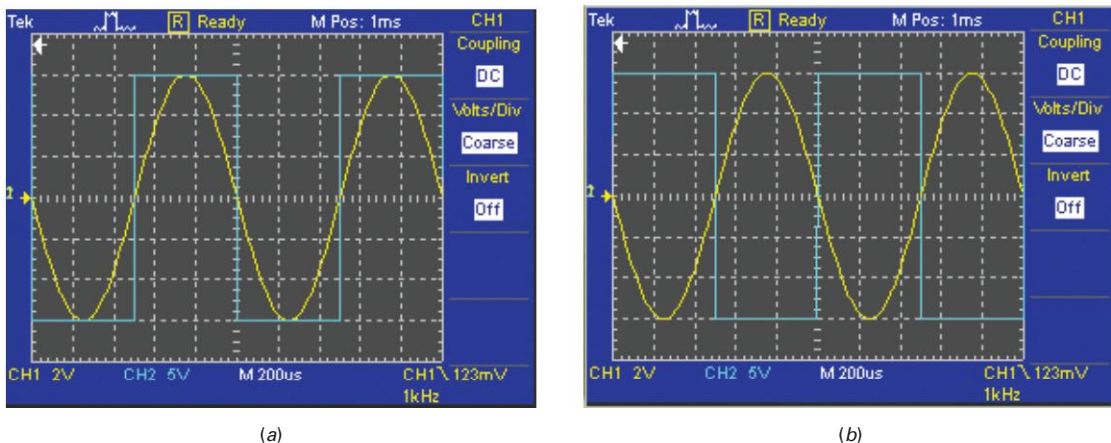 Tek R Ready M Pos: 1ms CH1
Coupling
DC
Volts/Div
Coarse
Invert
Off
CH1 2V CH2 5V M 200us CH1 123mV
1kHz
(a)
Tek R Ready M Pos: 1ms CH1
Coupling
DC
Volts/Div
Coarse
Invert
Off
CH1 2V CH2 5V M 200us CH1 123mV
1kHz
(b)